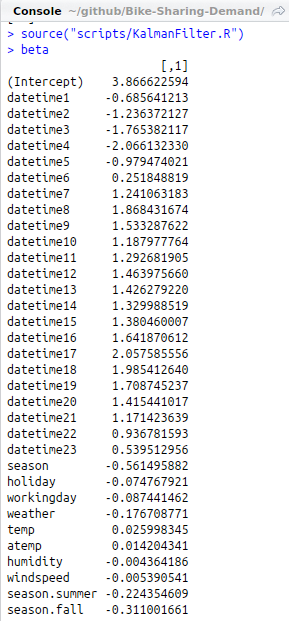 Console ~/github/Bike-Sharing-Demand/
> source("scripts/KalmanFilter.R")
> beta
[,1]
(Intercept) 3.866622594
datetime1 -0.685641213
datetime2 -1.236372127
datetime3 -1.765382117
datetime4 -2.066132330
datetime5 -0.979474021
datetime6 0.251848819
datetime7 1.241063183
datetime8 1.868431674
datetime9 1.533287622
datetime10 1.187977764
datetime11 1.292681905
datetime12 1.463975660
datetime13 1.426279220
datetime14 1.329988519
datetime15 1.380460007
datetime16 1.641870612
datetime17 2.057585556
datetime18 1.985412640
datetime19 1.708745237
datetime20 1.415441017
datetime21 1.171423639
datetime22 0.936781593
datetime23 0.539512956
season -0.561495882
holiday -0.074767921
workingday -0.087441462
weather -0.176708771
temp 0.025998345
atemp 0.014204341
humidity -0.004364186
windspeed -0.005390541
season.summer -0.224354609
season.fall -0.311001661